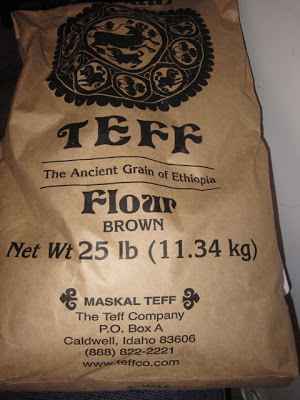 TEFF
The Ancient Grain of Ethiopia
Flour
BROWN
Net Wt 25 lb (11.34 kg)
MASKAL TEFF
The Teff Company
P.O. Box A
Caldwell, Idaho 83606
(888) 822-2221
www.teffco.com